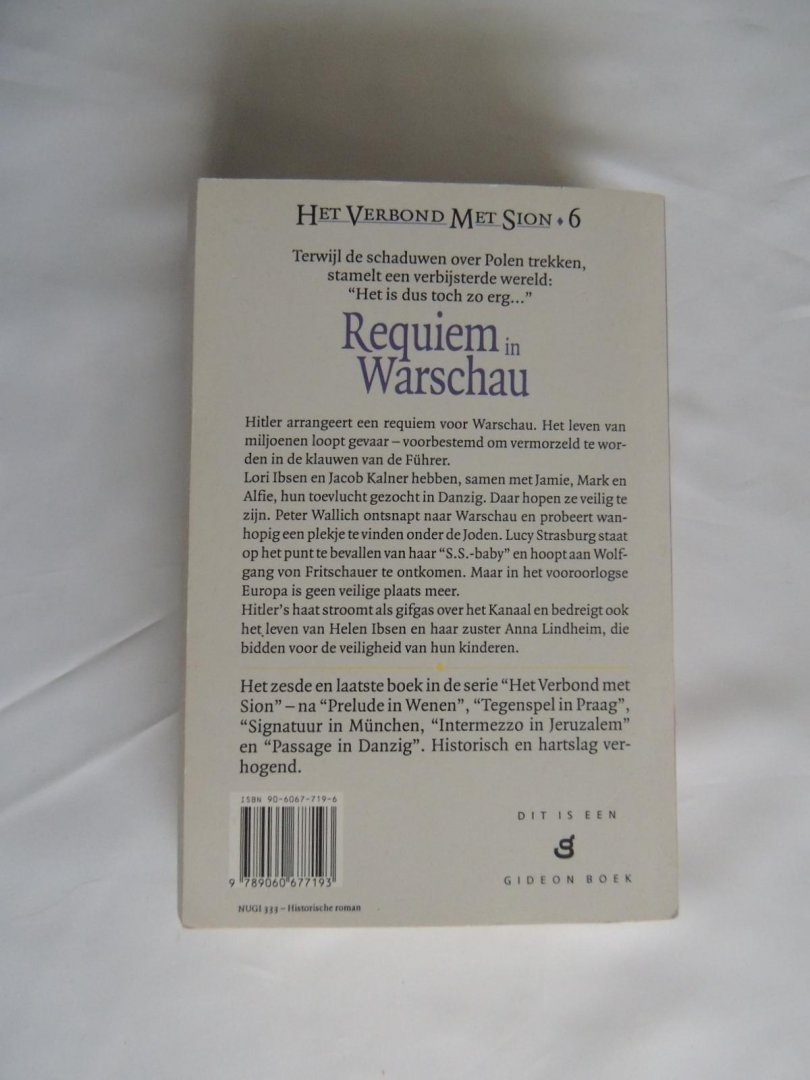 HET VERBOND MET SION ♦ 6
Terwijl de schaduwen over Polen trekken,
stamelt een verbijsterde wereld:
“Het is dus toch zo erg...”
Requiem in
Warschau
Hitler arrangeert een requiem voor Warschau. Het leven van
miljoenen loopt gevaar – voorbestemd om vermorzeld te wor-
den in de klauwen van de Führer.
Lori Ibsen en Jacob Kalner hebben, samen met Jamie, Mark en
Alfie, hun toevlucht gezocht in Danzig. Daar hopen ze veilig te
zijn. Peter Wallich ontsnapt naar Warschau en probeert wan-
hopig een plekje te vinden onder de Joden. Lucy Strasburg staat
op het punt te bevallen van haar “S.S.-baby” en hoopt aan Wolf-
gang von Fritschauer te ontkomen. Maar in het vooroorlogse
Europa is geen veilige plaats meer.
Hitler’s haat stroomt als gifgas over het Kanaal en bedreigt ook
het leven van Helen Ibsen en haar zuster Anna Lindheim, die
bidden voor de veiligheid van hun kinderen.
Het zesde en laatste boek in de serie “Het Verbond met
Sion” – na “Prelude in Wenen”, “Tegenspel in Praag”,
“Signatuur in München, “Intermezzo in Jeruzalem”
en “Passage in Danzig”. Historisch en hartslag ver-
hogend.
ISBN 90-6067-719-6
9 789060 677193
NUGI 333 – Historische roman
DIT IS EEN
g
GIDEON BOEK